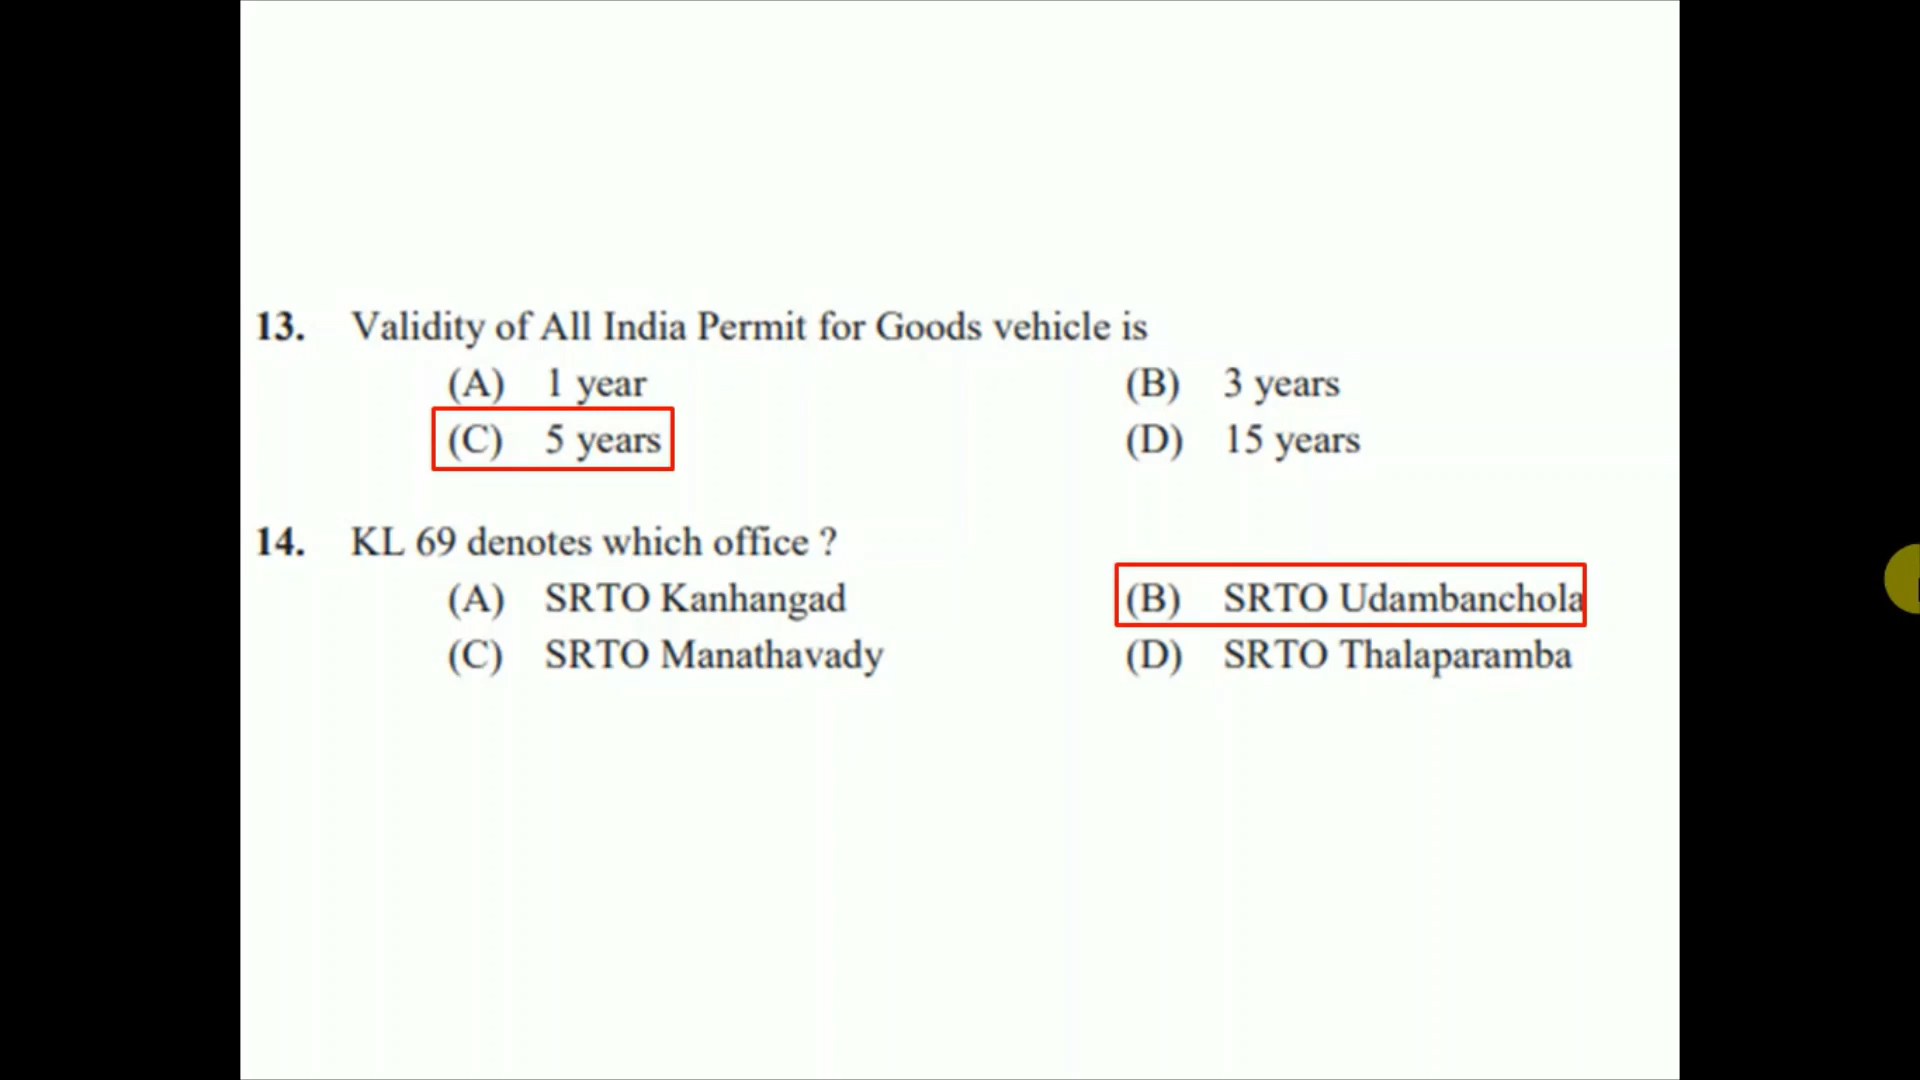 13. Validity of All India Permit for Goods vehicle is
(A) 1 year (B) 3 years
(C) 5 years (D) 15 years
14. KL 69 denotes which office ?
(A) SRTO Kanhangad (B) SRTO Udambanchola
(C) SRTO Manathavady (D) SRTO Thalaparamba